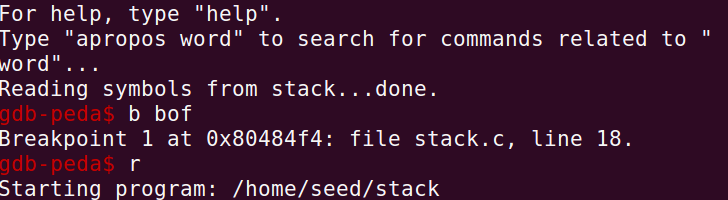 For help, type "help".
Type "apropos word" to search for commands related to "
word"...
Reading symbols from stack...done.
gdb-peda$ b bof
Breakpoint 1 at 0x80484f4: file stack.c, line 18.
gdb-peda$ r
Starting program: /home/seed/stack